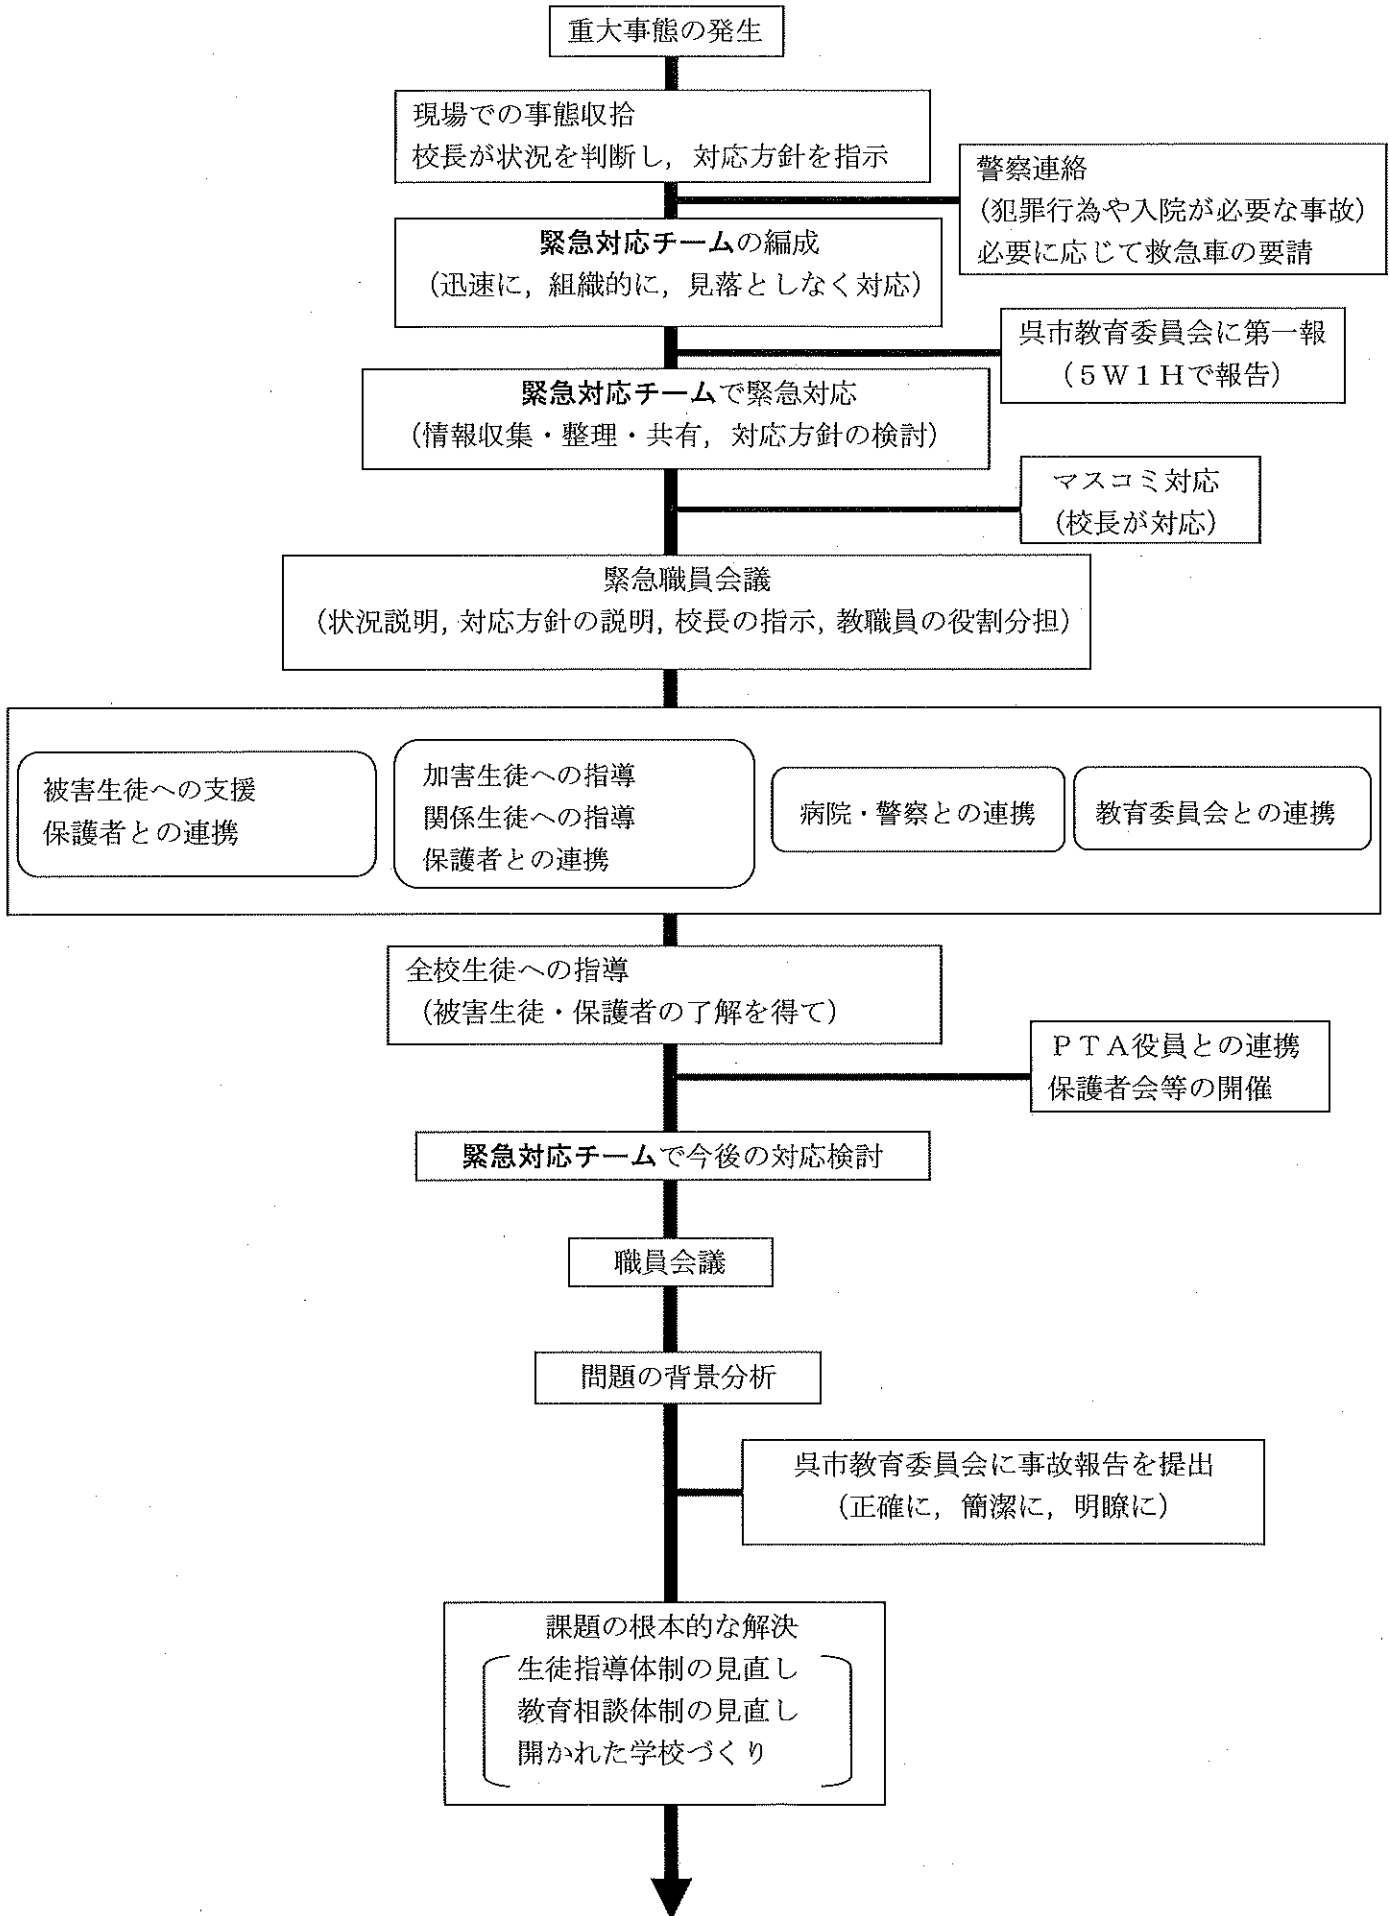 重大事態の発生
現場での事態収拾
校長が状況を判断し，対応方針を指示
警察連絡
（犯罪行為や入院が必要な事故）
必要に応じて救急車の要請
緊急対応チームの編成
（迅速に，組織的に，見落としなく対応）
呉市教育委員会に第一報
（５Ｗ１Ｈで報告）
緊急対応チームで緊急対応
（情報収集・整理・共有，対応方針の検討）
マスコミ対応
（校長が対応）
緊急職員会議
（状況説明，対応方針の説明，校長の指示，教職員の役割分担）
被害生徒への支援
保護者との連携
加害生徒への指導
関係生徒への指導
保護者との連携
病院・警察との連携
教育委員会との連携
全校生徒への指導
（被害生徒・保護者の了解を得て）
ＰＴＡ役員との連携
保護者会等の開催
緊急対応チームで今後の対応検討
職員会議
問題の背景分析
呉市教育委員会に事故報告を提出
（正確に，簡潔に，明瞭に）
課題の根本的な解決
生徒指導体制の見直し
教育相談体制の見直し
開かれた学校づくり